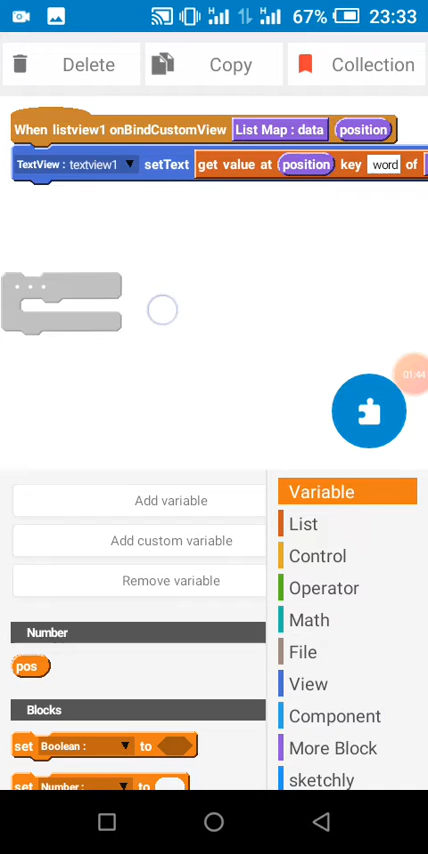 67% 23:33
Delete Copy Collection
When listview1 onBindCustomView List Map : data position
TextView : textview1 setText get value at position key word of
01:44
Add variable
Add custom variable
Remove variable
Number
pos
Blocks
set Boolean : to
set Number : to
Variable
List
Control
Operator
Math
File
View
Component
More Block
sketchly